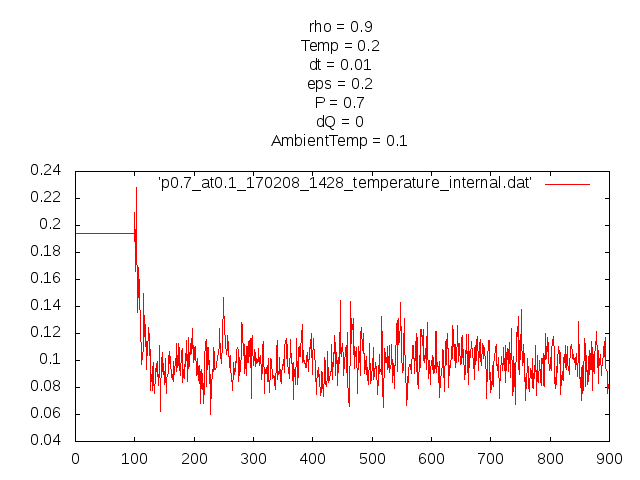 rho = 0.9
Temp = 0.2
dt = 0.01
eps = 0.2
P = 0.7
dQ = 0
AmbientTemp = 0.1
0.24
'p0.7_at0.1_170208_1428_temperature_internal.dat'
0.22
0.2
0.18
0.16
0.14
0.12
0.1
0.08
0.06
0.04
0 100 200 300 400 500 600 700 800 900